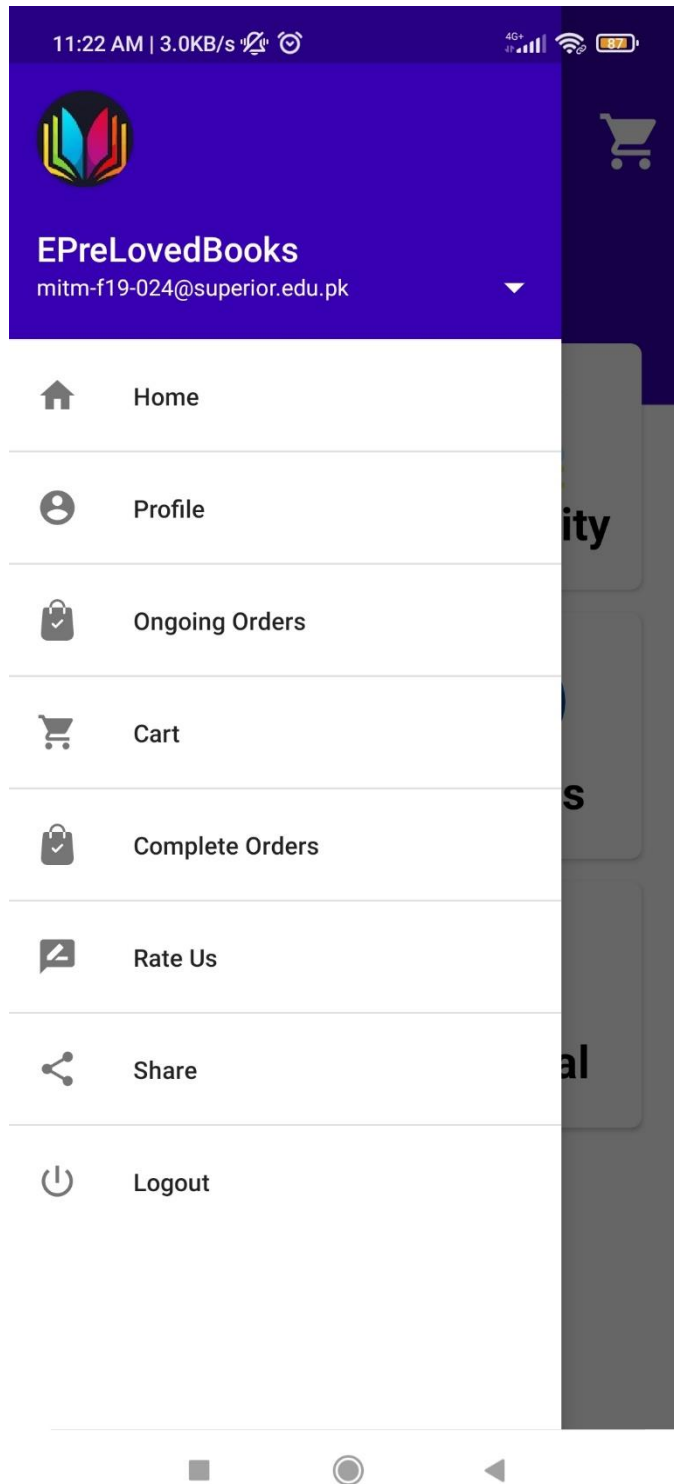 11:22 AM | 3.0KB/s
4G+
87
EPreLovedBooks
mitm-f19-024@superior.edu.pk
Home
Profile
ity
Ongoing Orders
Cart
s
Complete Orders
Rate Us
Share
al
Logout